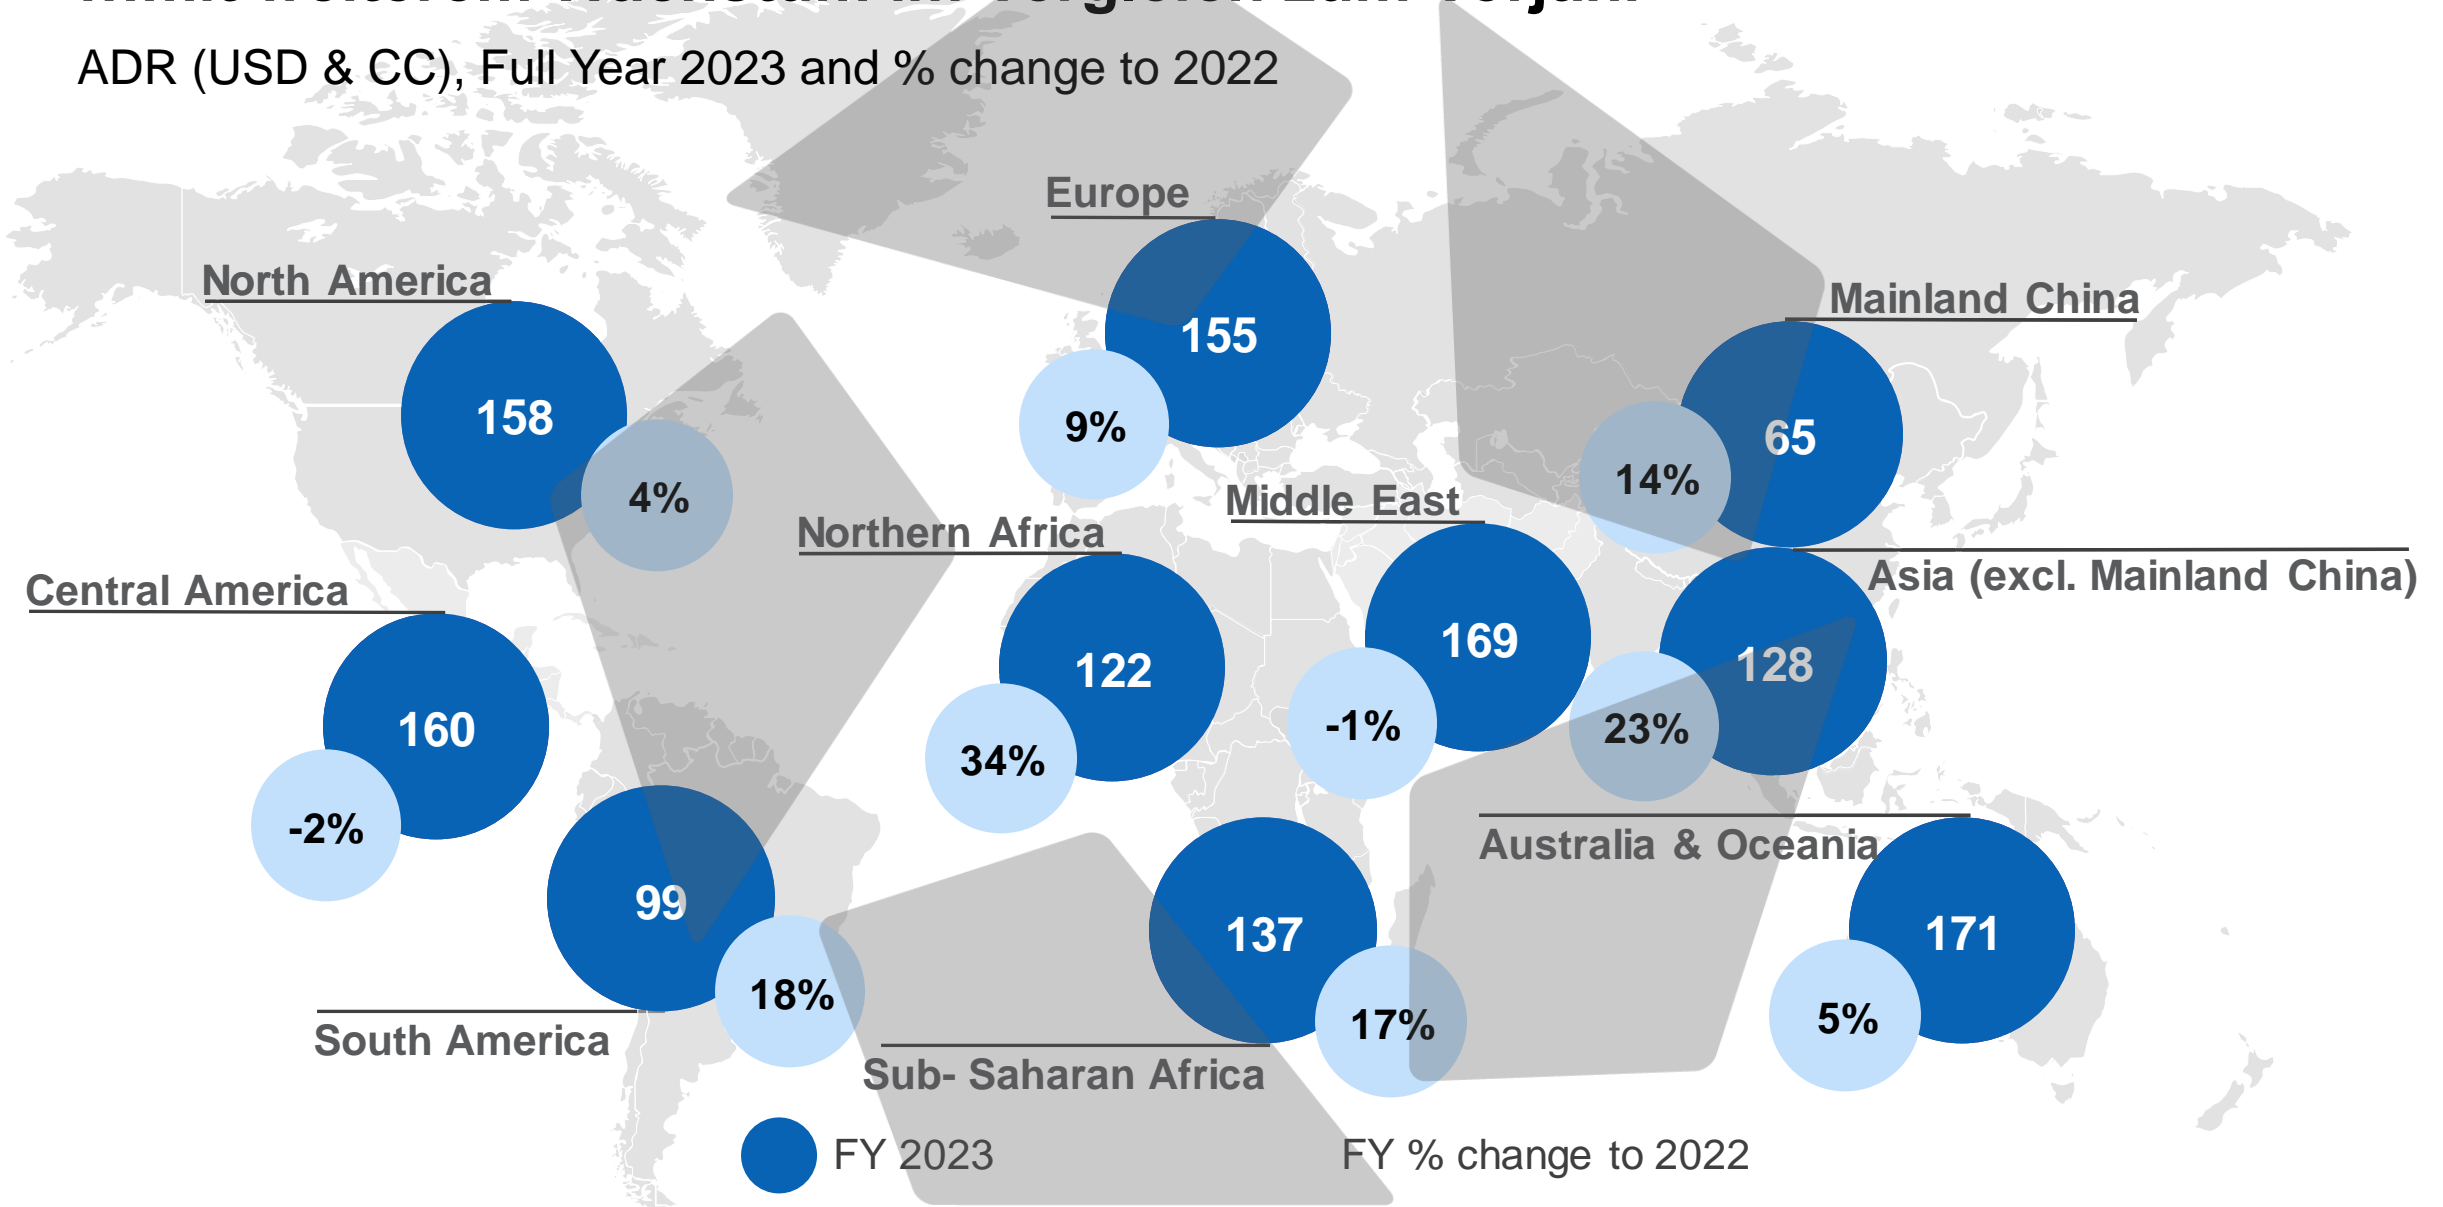 Vergleich zum Vorjahr
ADR (USD & CC), Full Year 2023 and % change to 2022
Europe
155
9%
North America
158
4%
Mainland China
65
14%
Middle East
169
-1%
Northern Africa
122
34%
Asia (excl. Mainland China)
128
23%
Central America
160
-2%
Australia & Oceania
171
5%
99
18%
South America
137
17%
Sub- Saharan Africa
FY 2023
FY % change to 2022